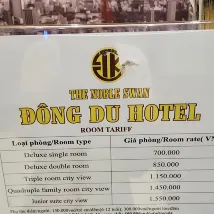 THE NOBLE SWAN
ĐÔNG DU HOTEL
ROOM TARIFF
Loại phòng/Room type Giá phòng/Room rate( VN
Deluxe single room 700.000
Deluxe double room 850.000
Triple room city view 1.150.000
Quadruple family room city view 1.450.000
Junior suite city view 1.550.000